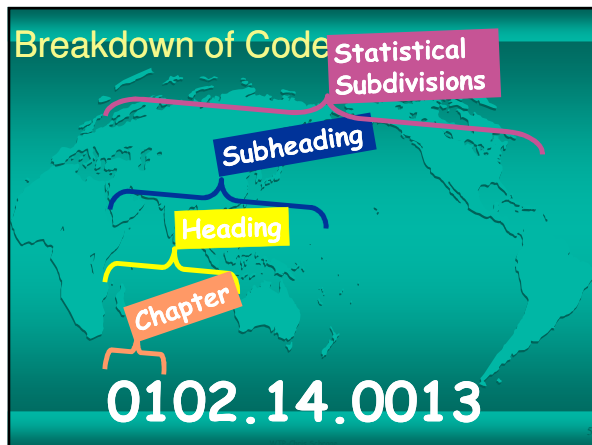 Breakdown of Code
Statistical
Subdivisions
Subheading
Heading
Chapter
0102.14.0013